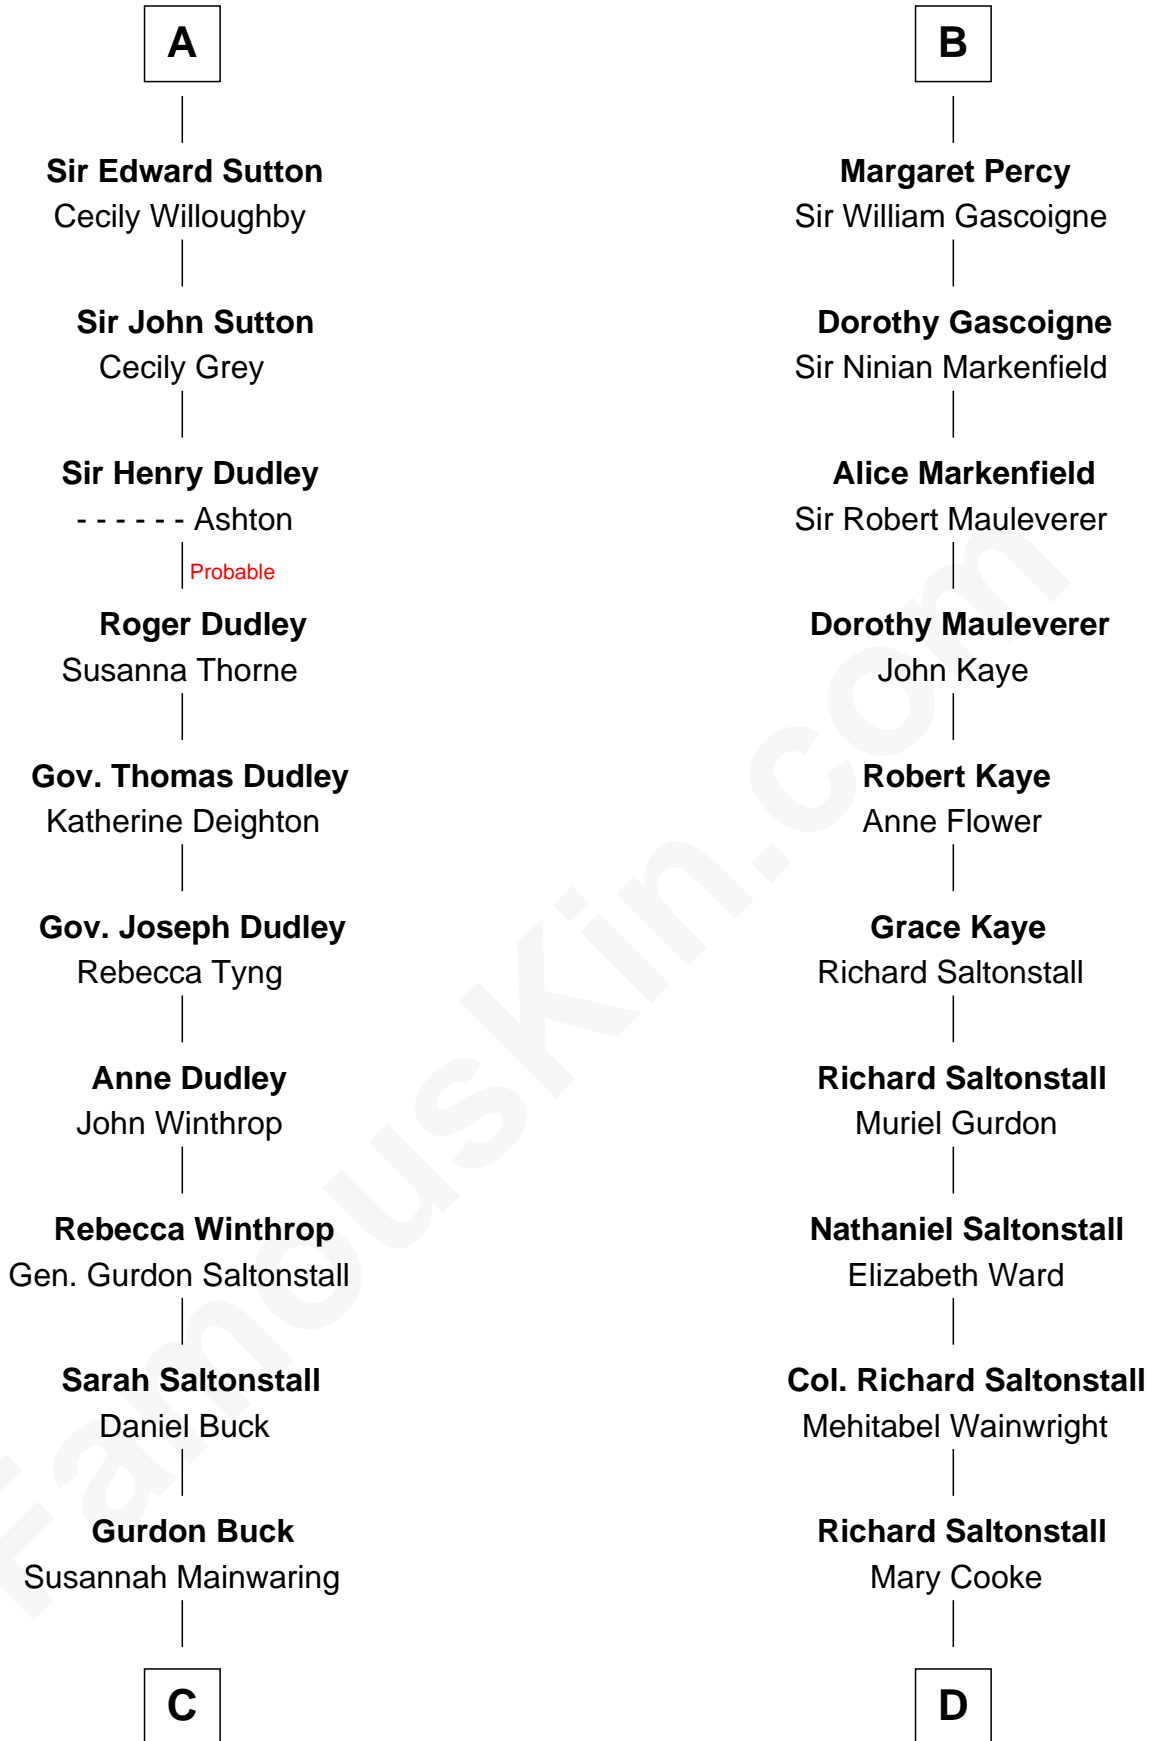 A
Sir Edward Sutton
Cecily Willoughby
Sir John Sutton
Cecily Grey
Sir Henry Dudley
- - - - - - Ashton
Probable
Roger Dudley
Susanna Thorne
Gov. Thomas Dudley
Katherine Deighton
Gov. Joseph Dudley
Rebecca Tyng
Anne Dudley
John Winthrop
Rebecca Winthrop
Gen. Gurdon Saltonstall
Sarah Saltonstall
Daniel Buck
Gurdon Buck
Susannah Mainwaring
C
B
Margaret Percy
Sir William Gascoigne
Dorothy Gascoigne
Sir Ninian Markenfield
Alice Markenfield
Sir Robert Mauleverer
Dorothy Mauleverer
John Kaye
Robert Kaye
Anne Flower
Grace Kaye
Richard Saltonstall
Richard Saltonstall
Muriel Gurdon
Nathaniel Saltonstall
Elizabeth Ward
Col. Richard Saltonstall
Mehitabel Wainwright
Richard Saltonstall
Mary Cooke
D
FamousKin.com